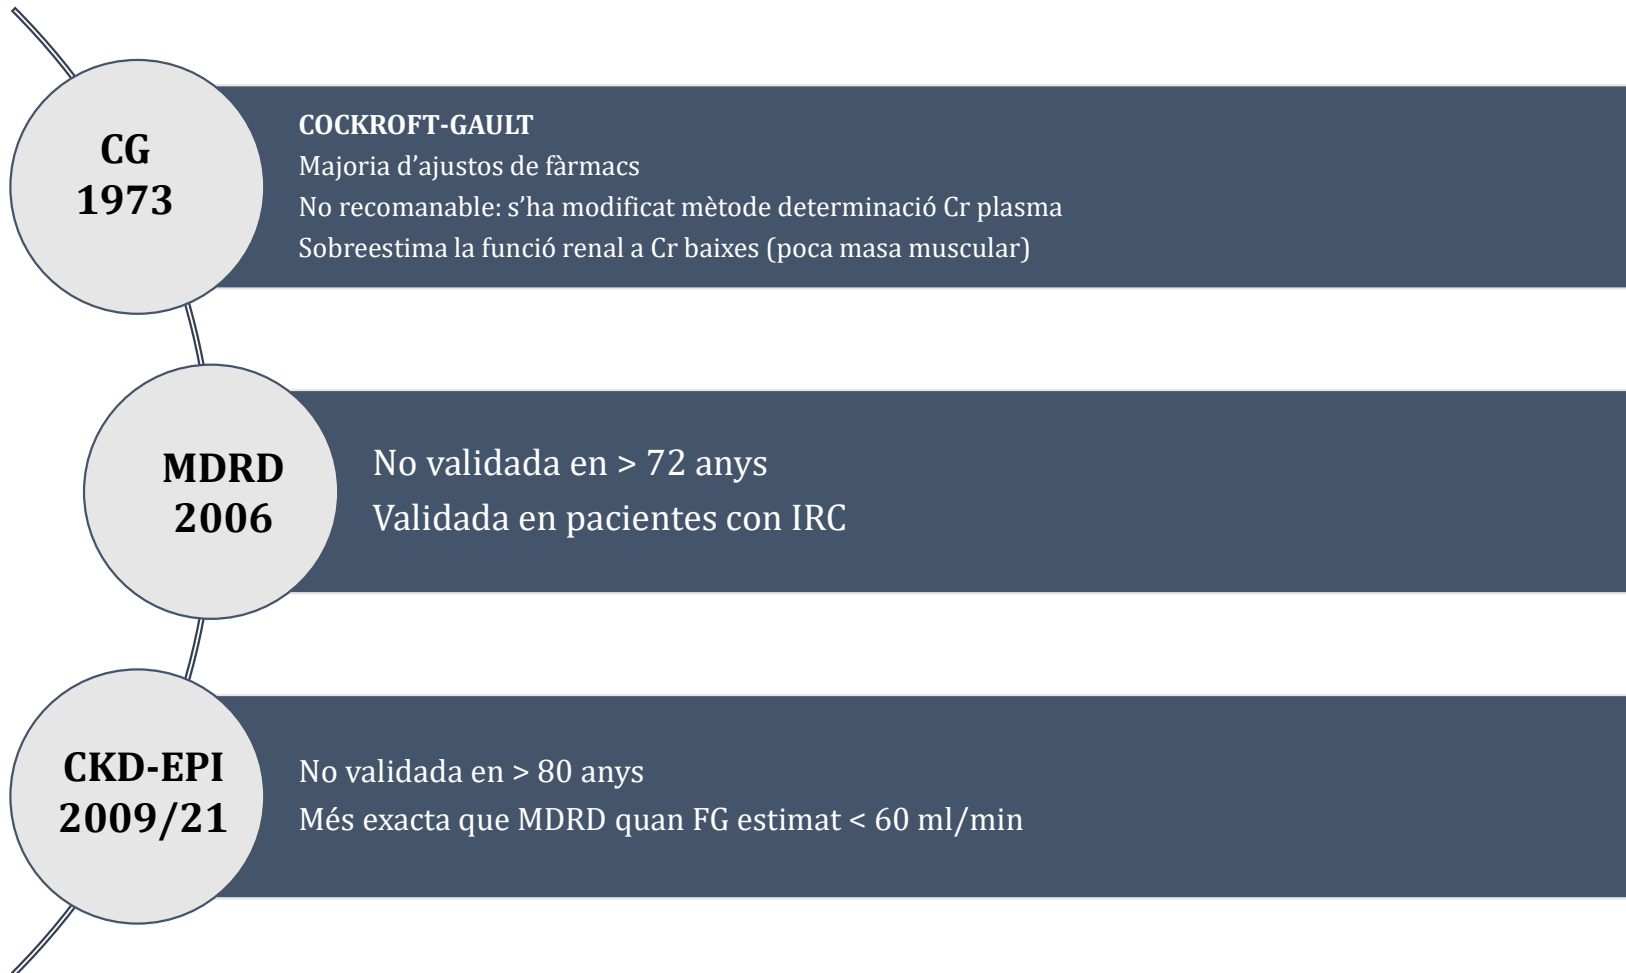 CG
1973
COCKROFT-GAULT
Majoria d’ajustos de fàrmacs
No recomanable: s’ha modificat mètode determinació Cr plasma
Sobreestima la funció renal a Cr baixes (poca masa muscular)
MDRD
2006
No validada en > 72 anys
Validada en pacientes con IRC
CKD-EPI
2009/21
No validada en > 80 anys
Més exacta que MDRD quan FG estimat < 60 ml/min